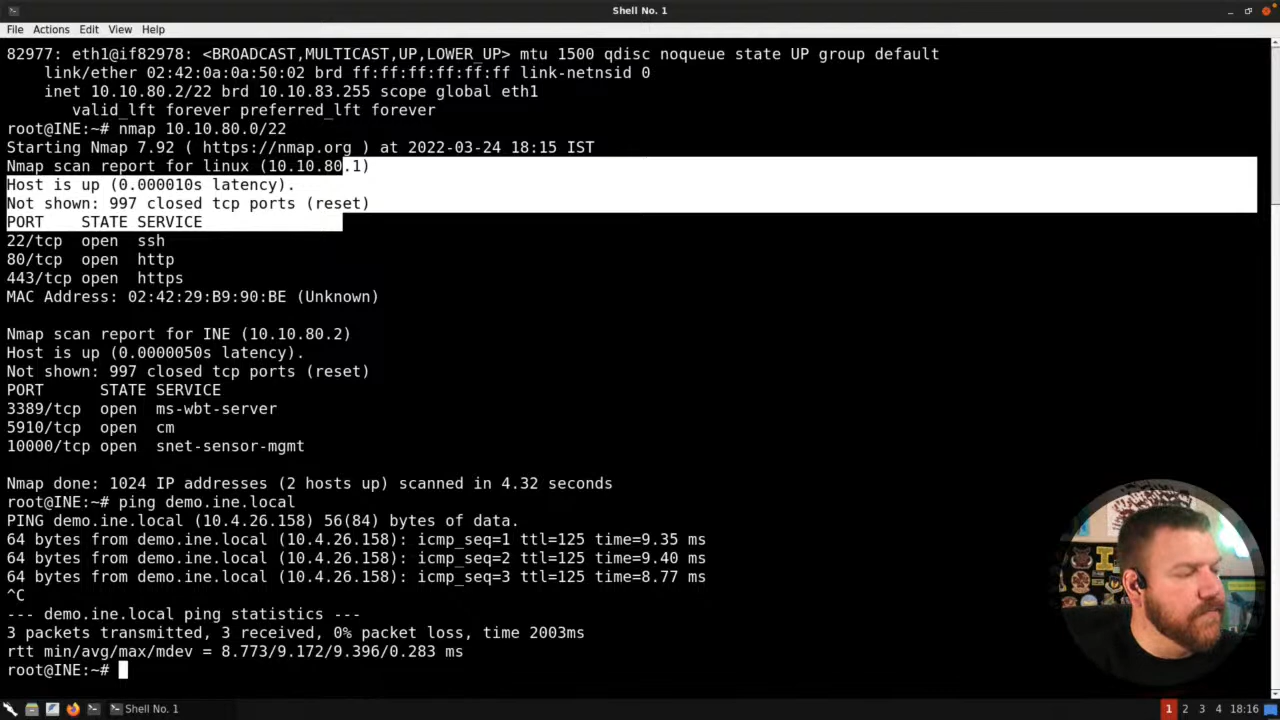 Shell No. 1
File Actions Edit View Help
82977: eth1@if82978: <BROADCAST,MULTICAST,UP,LOWER_UP> mtu 1500 qdisc noqueue state UP group default
link/ether 02:42:0a:0a:50:02 brd ff:ff:ff:ff:ff:ff link-netnsid 0
inet 10.10.80.2/22 brd 10.10.83.255 scope global eth1
valid_lft forever preferred_lft forever
root@INE:~# nmap 10.10.80.0/22
Starting Nmap 7.92 ( https://nmap.org ) at 2022-03-24 18:15 IST
Nmap scan report for linux (10.10.80.1)
Host is up (0.000010s latency).
Not shown: 997 closed tcp ports (reset)
PORT    STATE SERVICE
22/tcp  open  ssh
80/tcp  open  http
443/tcp open  https
MAC Address: 02:42:29:B9:90:BE (Unknown)
Nmap scan report for INE (10.10.80.2)
Host is up (0.0000050s latency).
Not shown: 997 closed tcp ports (reset)
PORT      STATE SERVICE
3389/tcp  open  ms-wbt-server
5910/tcp  open  cm
10000/tcp open  snet-sensor-mgmt
Nmap done: 1024 IP addresses (2 hosts up) scanned in 4.32 seconds
root@INE:~# ping demo.ine.local
PING demo.ine.local (10.4.26.158) 56(84) bytes of data.
64 bytes from demo.ine.local (10.4.26.158): icmp_seq=1 ttl=125 time=9.35 ms
64 bytes from demo.ine.local (10.4.26.158): icmp_seq=2 ttl=125 time=9.40 ms
64 bytes from demo.ine.local (10.4.26.158): icmp_seq=3 ttl=125 time=8.77 ms
^C
--- demo.ine.local ping statistics ---
3 packets transmitted, 3 received, 0% packet loss, time 2003ms
rtt min/avg/max/mdev = 8.773/9.172/9.396/0.283 ms
root@INE:~#
Shell No. 1
1 2 3 4 18:16